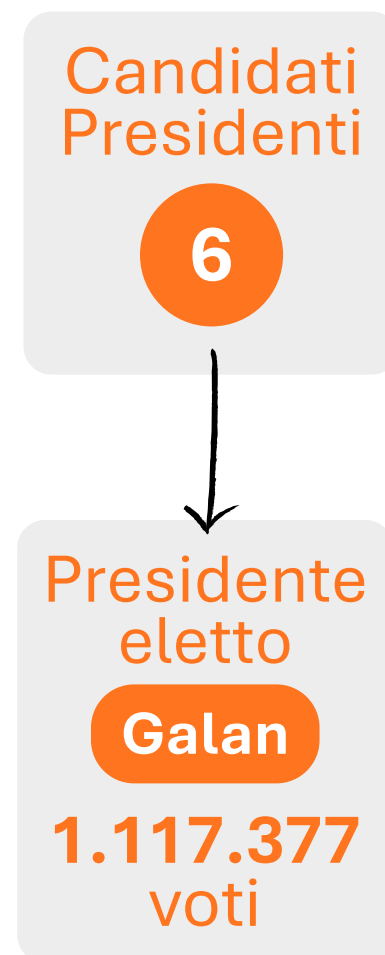 Candidati
Presidenti
6
Presidente
eletto
Galan
1.117.377
voti